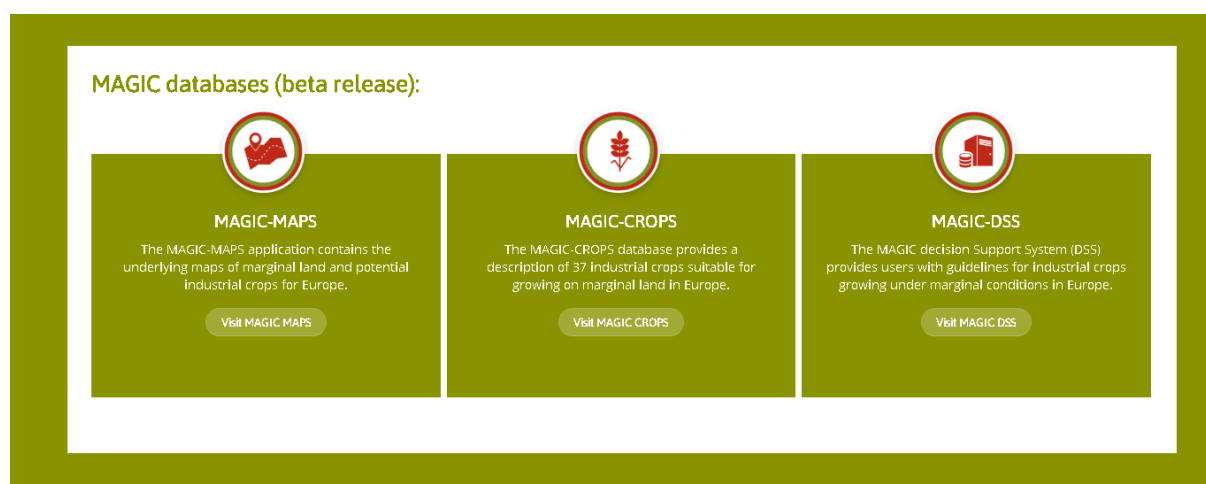 MAGIC databases (beta release):
MAGIC-MAPS
The MAGIC-MAPS application contains the
underlying maps of marginal land and potential
industrial crops for Europe.
Visit MAGIC MAPS
MAGIC-CROPS
The MAGIC-CROPS database provides a
description of 37 industrial crops suitable for
growing on marginal land in Europe.
Visit MAGIC CROPS
MAGIC-DSS
The MAGIC decision Support System (DSS)
provides users with guidelines for industrial crops
growing under marginal conditions in Europe.
Visit MAGIC DSS